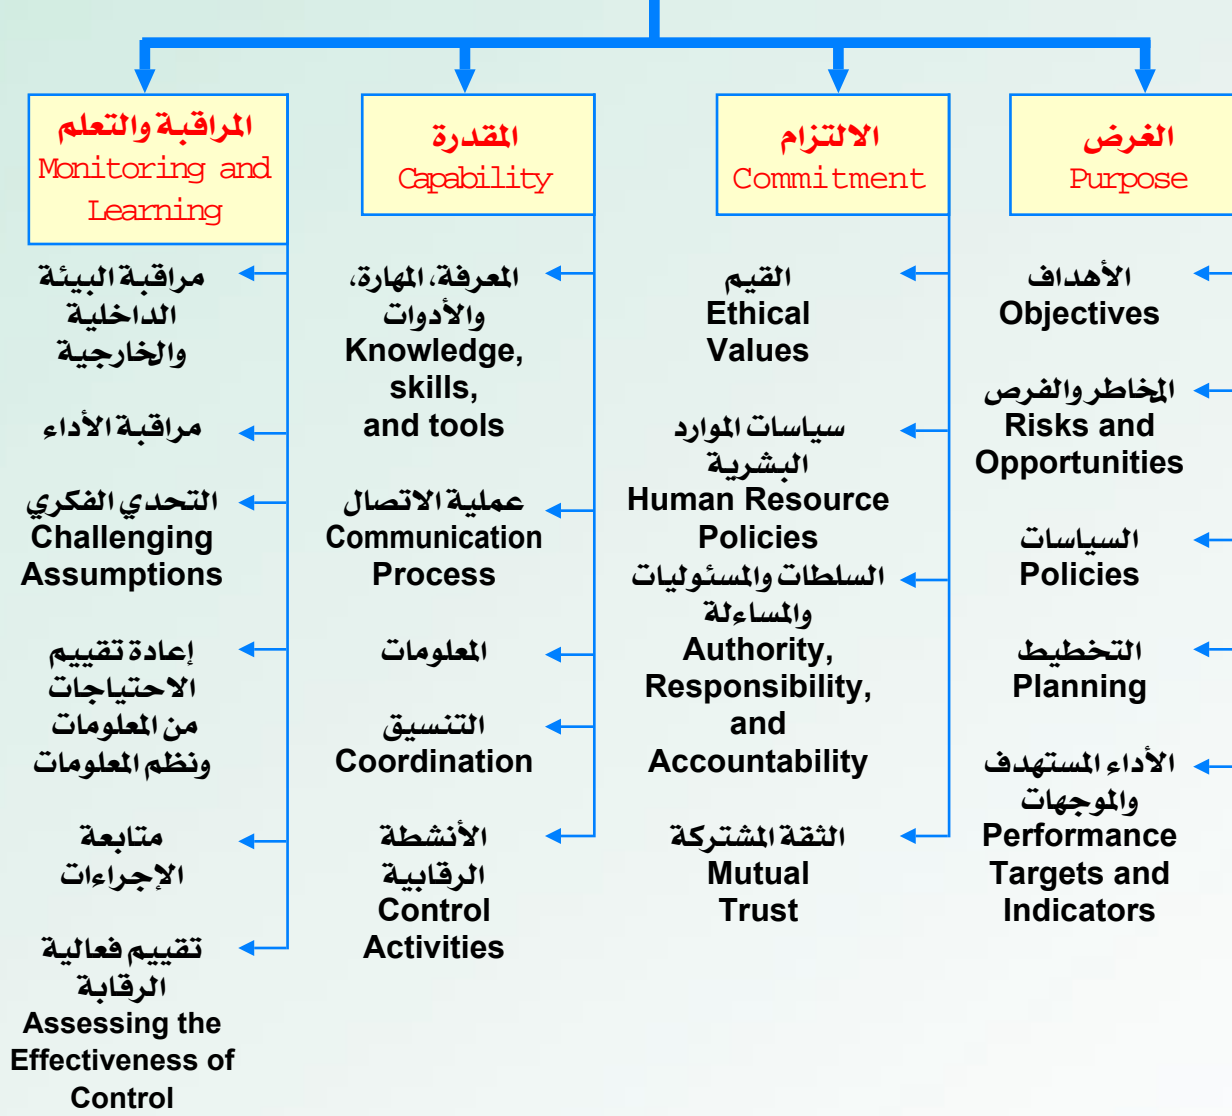 الغرض
Purpose
الأهداف
Objectives
المخاطر والفرص
Risks and
Opportunities
السياسات
Policies
التخطيط
Planning
الأداء المستهدف
والموجهات
Performance
Targets and
Indicators
الالتزام
Commitment
القيم
Ethical
Values
سياسات الموارد
البشرية
Human Resource
Policies
السلطات والمسئوليات
والمساءلة
Authority,
Responsibility,
and
Accountability
الثقة المشتركة
Mutual
Trust
المقدرة
Capability
المعرفة، المهارة،
والأدوات
Knowledge,
skills,
and tools
عملية الاتصال
Communication
Process
المعلومات
التنسيق
Coordination
الأنشطة
الرقابية
Control
Activities
المراقبة والتعلم
Monitoring and
Learning
مراقبة البيئة
الداخلية
والخارجية
مراقبة الأداء
التحدي الفكري
Challenging
Assumptions
إعادة تقييم
الاحتياجات
من المعلومات
ونظم المعلومات
متابعة
الإجراءات
تقييم فعالية
الرقابة
Assessing the
Effectiveness of
Control